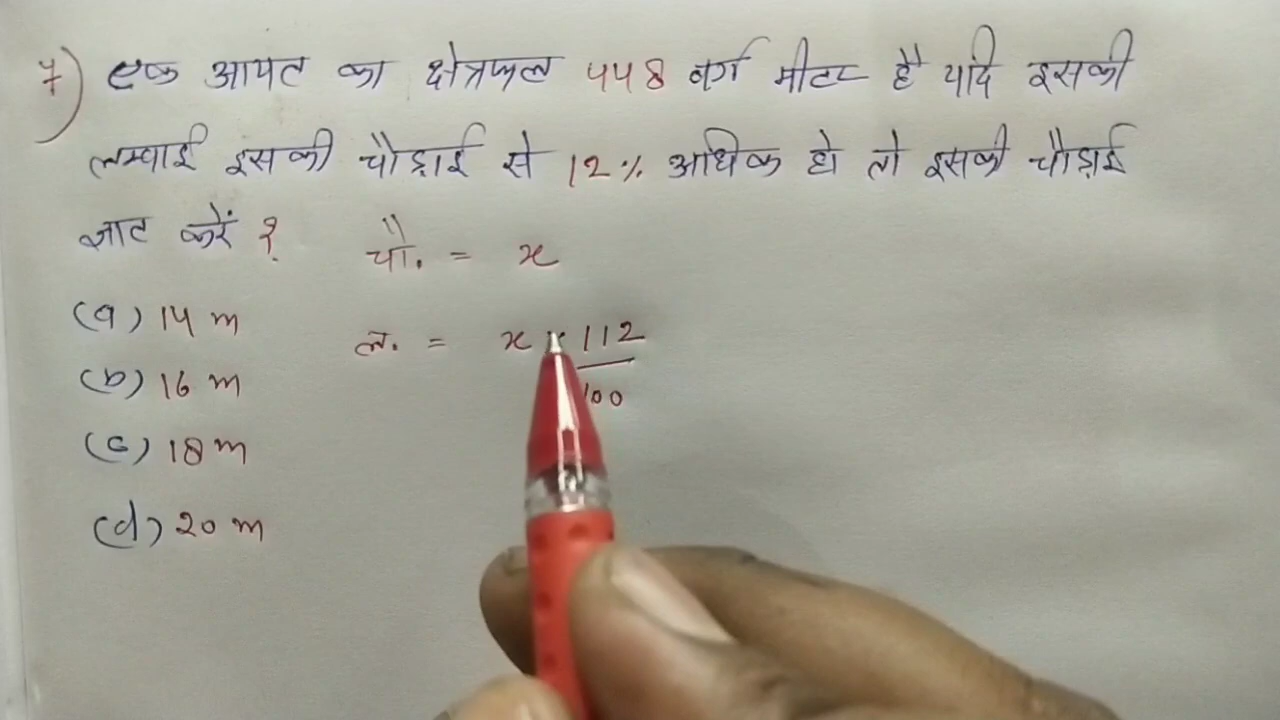 7) एक आयत का क्षेत्रफल 448 वर्ग मीटर है यदि इसकी
लम्बाई इसकी चौड़ाई से 12% अधिक हो तो इसकी चौड़ाई
ज्ञात करें ?
चौ. = x
(a) 14 m
ल. = x × 112/100
(b) 16 m
(c) 18 m
(d) 20 m